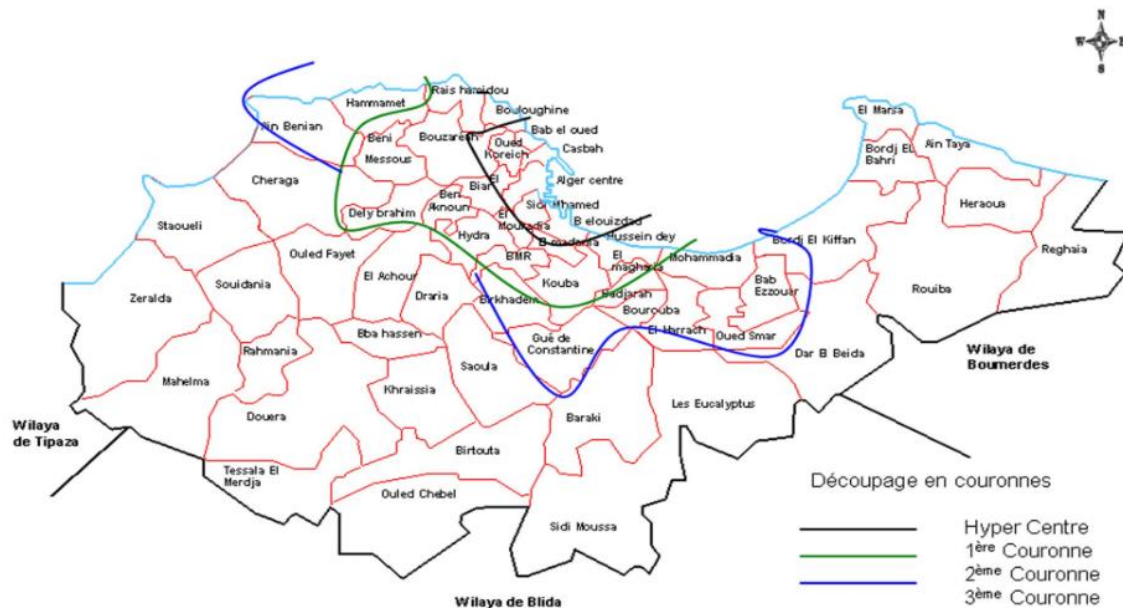 N
W E
S
Rais hamidou
Hammamet
Bouloughine
El Marsa
Ain Benian
Bab el oued
Beni
Messous
Bouzareah
Oued
Koreich
Casbah
Bordj EL
Bahri
Ain Taya
Cheraga
El
Biar
Alger centre
Heraoua
Staoueli
Dely brahim
Ben
Aknoun
Sidi Mhamed
El
Mouradia
B elouizdad
Hussein dey
Bordj El Kiffan
Reghaia
Ouled Fayet
Hydra
B madania
BMR
El
magharia
Mohammadia
Zeralda
Souidania
El Achour
Draria
Birkhadem
Kouba
Badjarah
Bab
Ezzouar
Rouiba
Bourouba
Rahmania
Bba hassen
Gué de
Constantine
El Harrach
Oued Smar
Dar B Beida
Wilaya de
Boumerdes
Mahelma
Khraissia
Saoula
Les Eucalyptus
Wilaya
de Tipaza
Douera
Baraki
Birtouta
Tessala El
Merdja
Ouled Chebel
Sidi Moussa
Wilaya de Blida
Découpage en couronnes
Hyper Centre
1ère Couronne
2ème Couronne
3ème Couronne